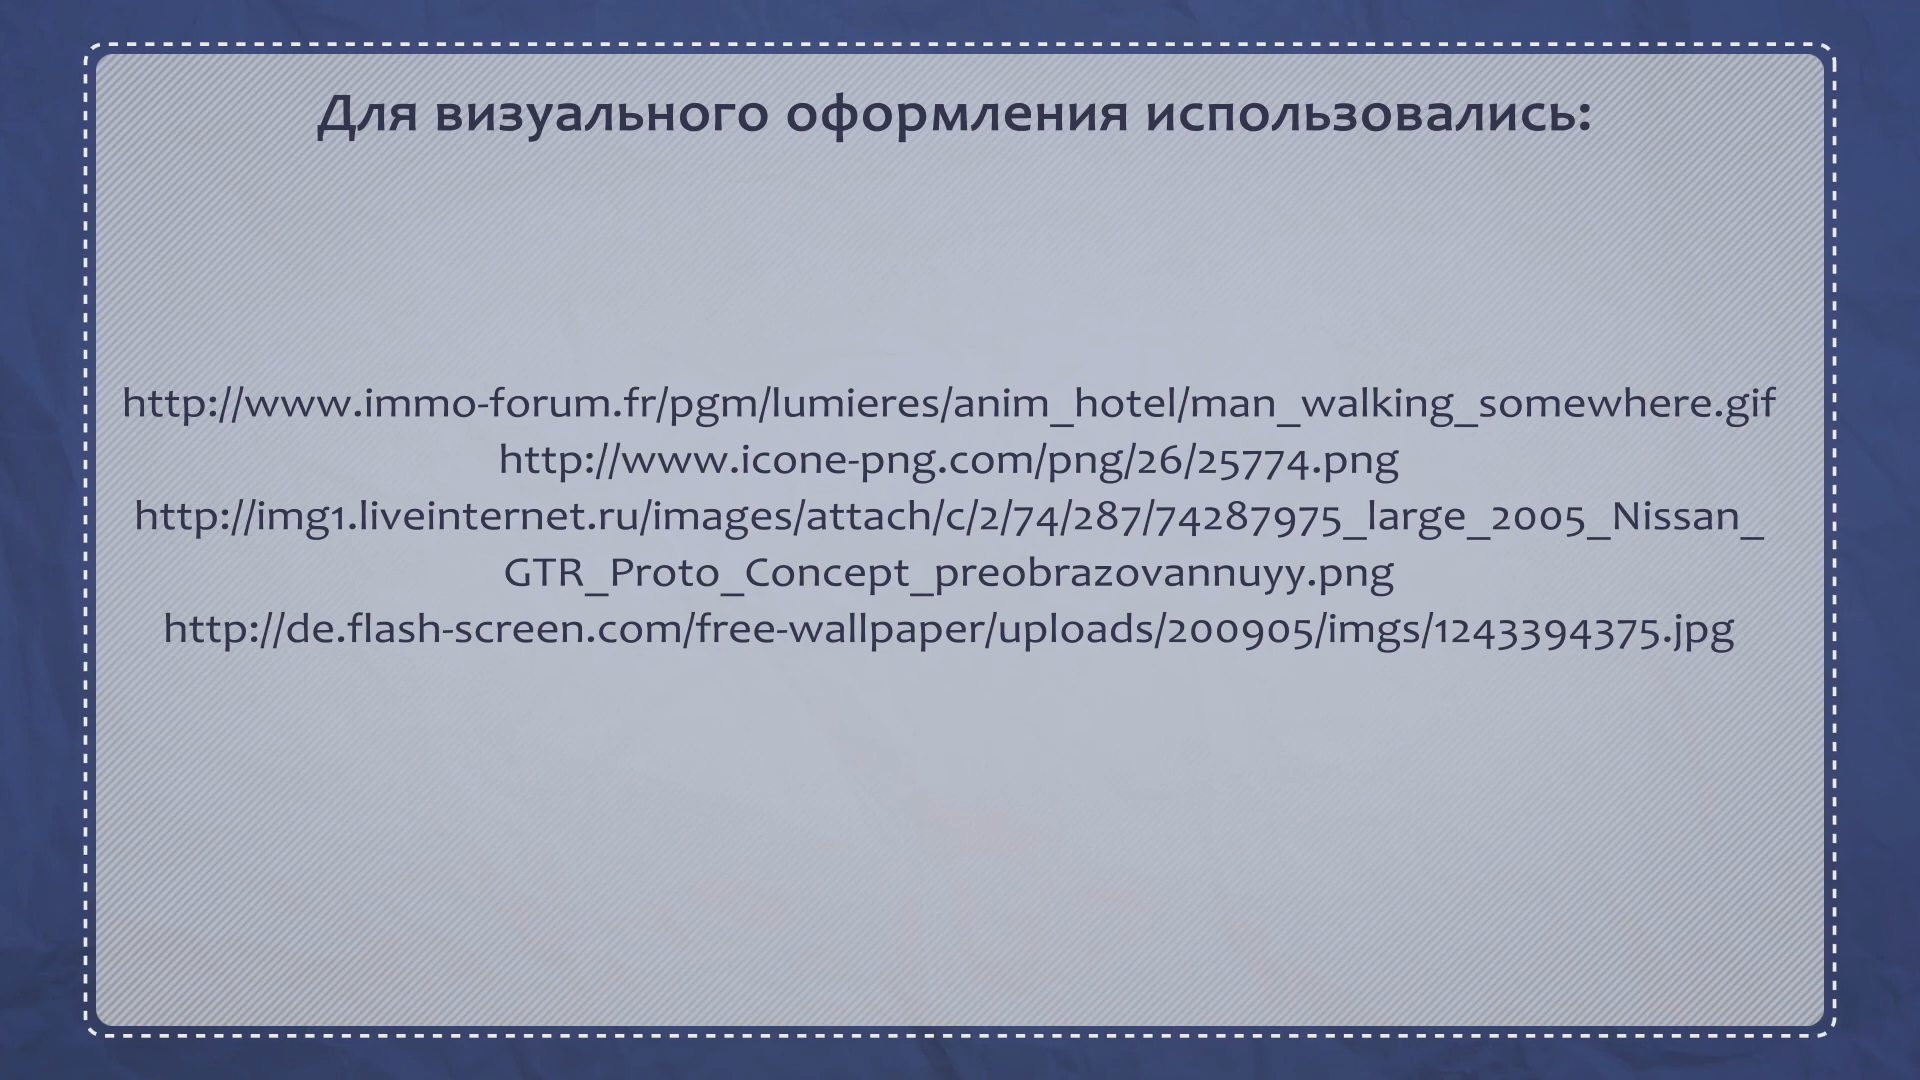 Для визуального оформления использовались:
http://www.immo-forum.fr/pgm/lumieres/anim_hotel/man_walking_somewhere.gif
http://www.icone-png.com/png/26/25774.png
http://img1.liveinternet.ru/images/attach/c/2/74/287/74287975_large_2005_Nissan_
GTR_Proto_Concept_preobrazovannuyy.png
http://de.flash-screen.com/free-wallpaper/uploads/200905/imgs/1243394375.jpg